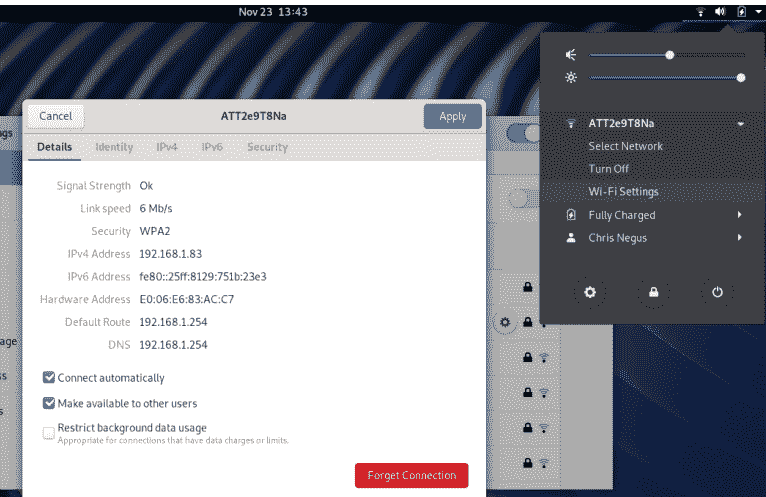 Nov 23 13:43
Cancel
ATT2e9T8Na
Apply
Details Identity IPv4 IPv6 Security
Signal Strength Ok
Link speed 6 Mb/s
Security WPA2
IPv4 Address 192.168.1.83
IPv6 Address fe80::25ff:8129:751b:23e3
Hardware Address E0:06:E6:83:AC:C7
Default Route 192.168.1.254
DNS 192.168.1.254
Connect automatically
Make available to other users
Restrict background data usage
Appropriate for connections that have data charges or limits.
Forget Connection
ATT2e9T8Na
Select Network
Turn Off
Wi-Fi Settings
Fully Charged
Chris Negus